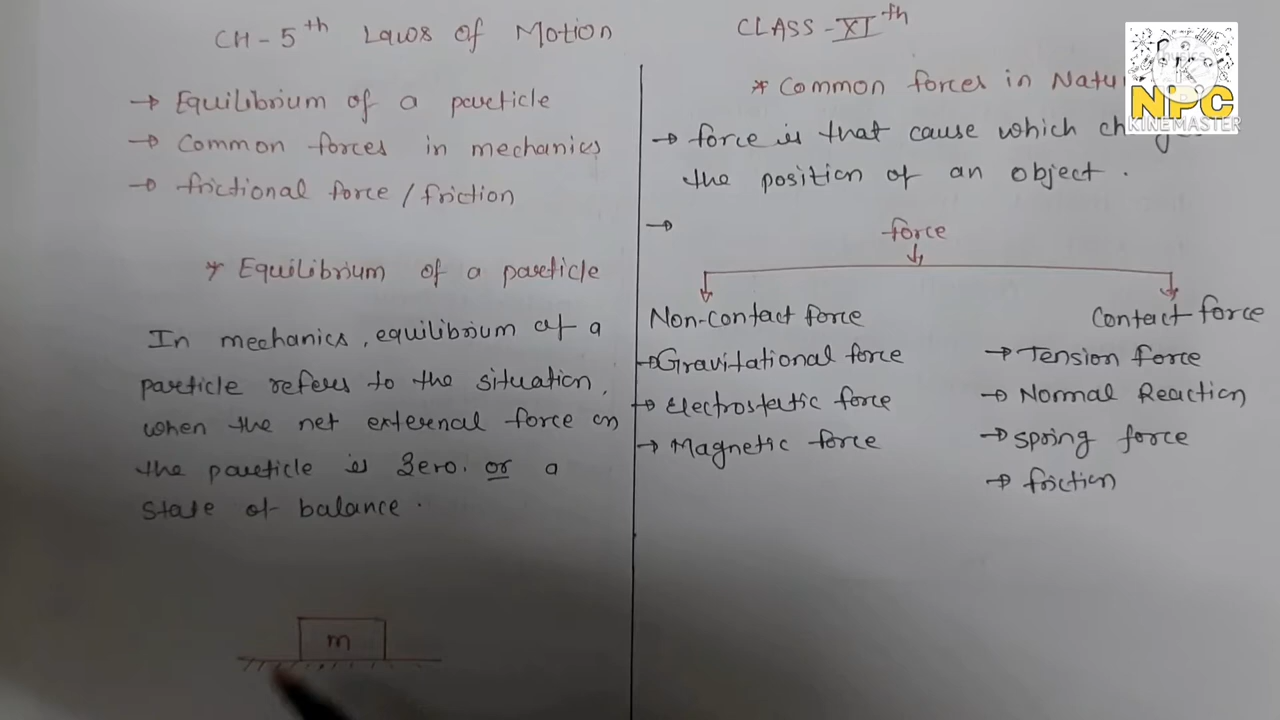 CH-5th Laws of Motion
CLASS-XIth
→ Equilibrium of a particle
→ Common forces in mechanics
→ frictional force / friction
* Equilibrium of a particle
In mechanics, equilibrium of a
particle refers to the situation,
when the net external force on
the particle is zero. or a
state of balance.
m
* Common forces in Natu
→ force is that cause which
the position of an object.
→
force
Non-Contact force
→ Gravitational force
→ Electrostatic force
→ Magnetic force
Contact force
→ Tension force
→ Normal Reaction
→ spring force
→ friction
NPC
KINEMASTER